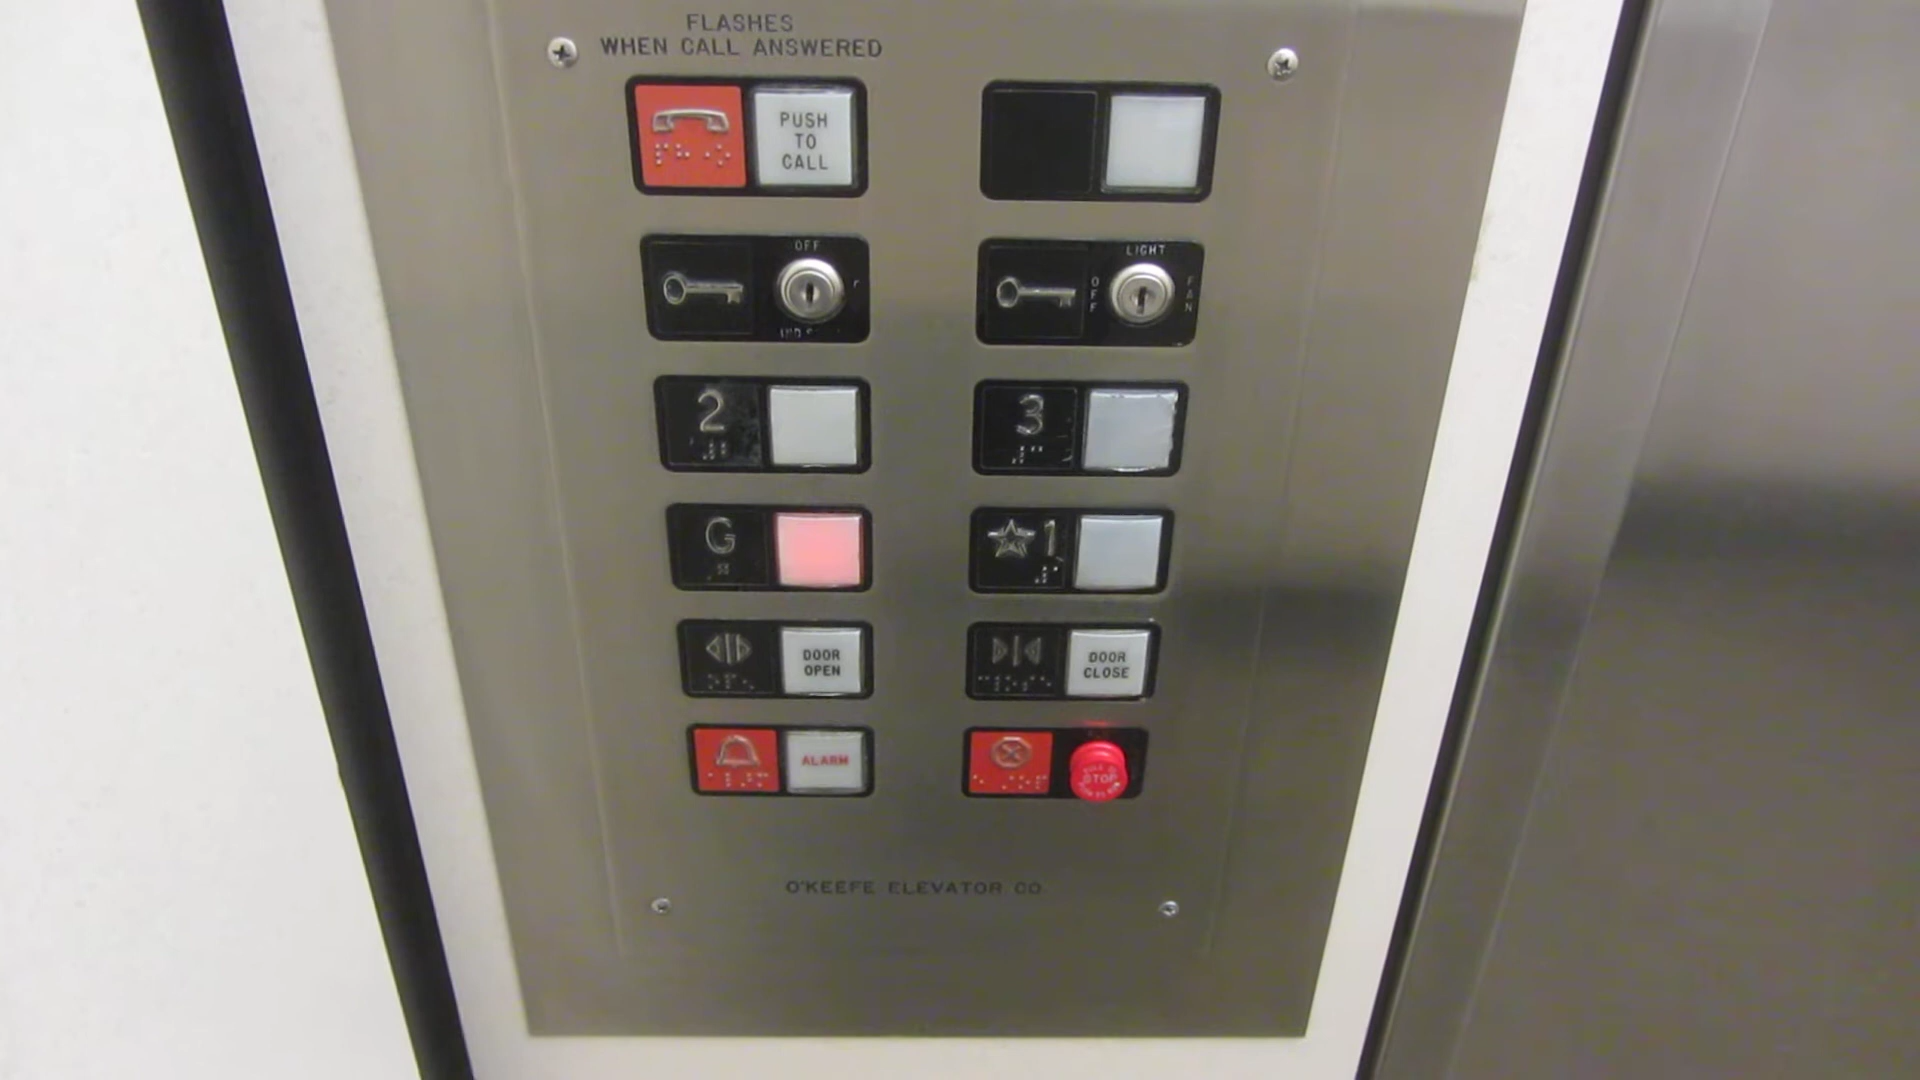 FLASHES
WHEN CALL ANSWERED
PUSH
TO
CALL
OFF
LIGHT
OFF
FAN
2
3
G
1
DOOR
OPEN
DOOR
CLOSE
ALARM
STOP
O'KEEFE ELEVATOR CO.